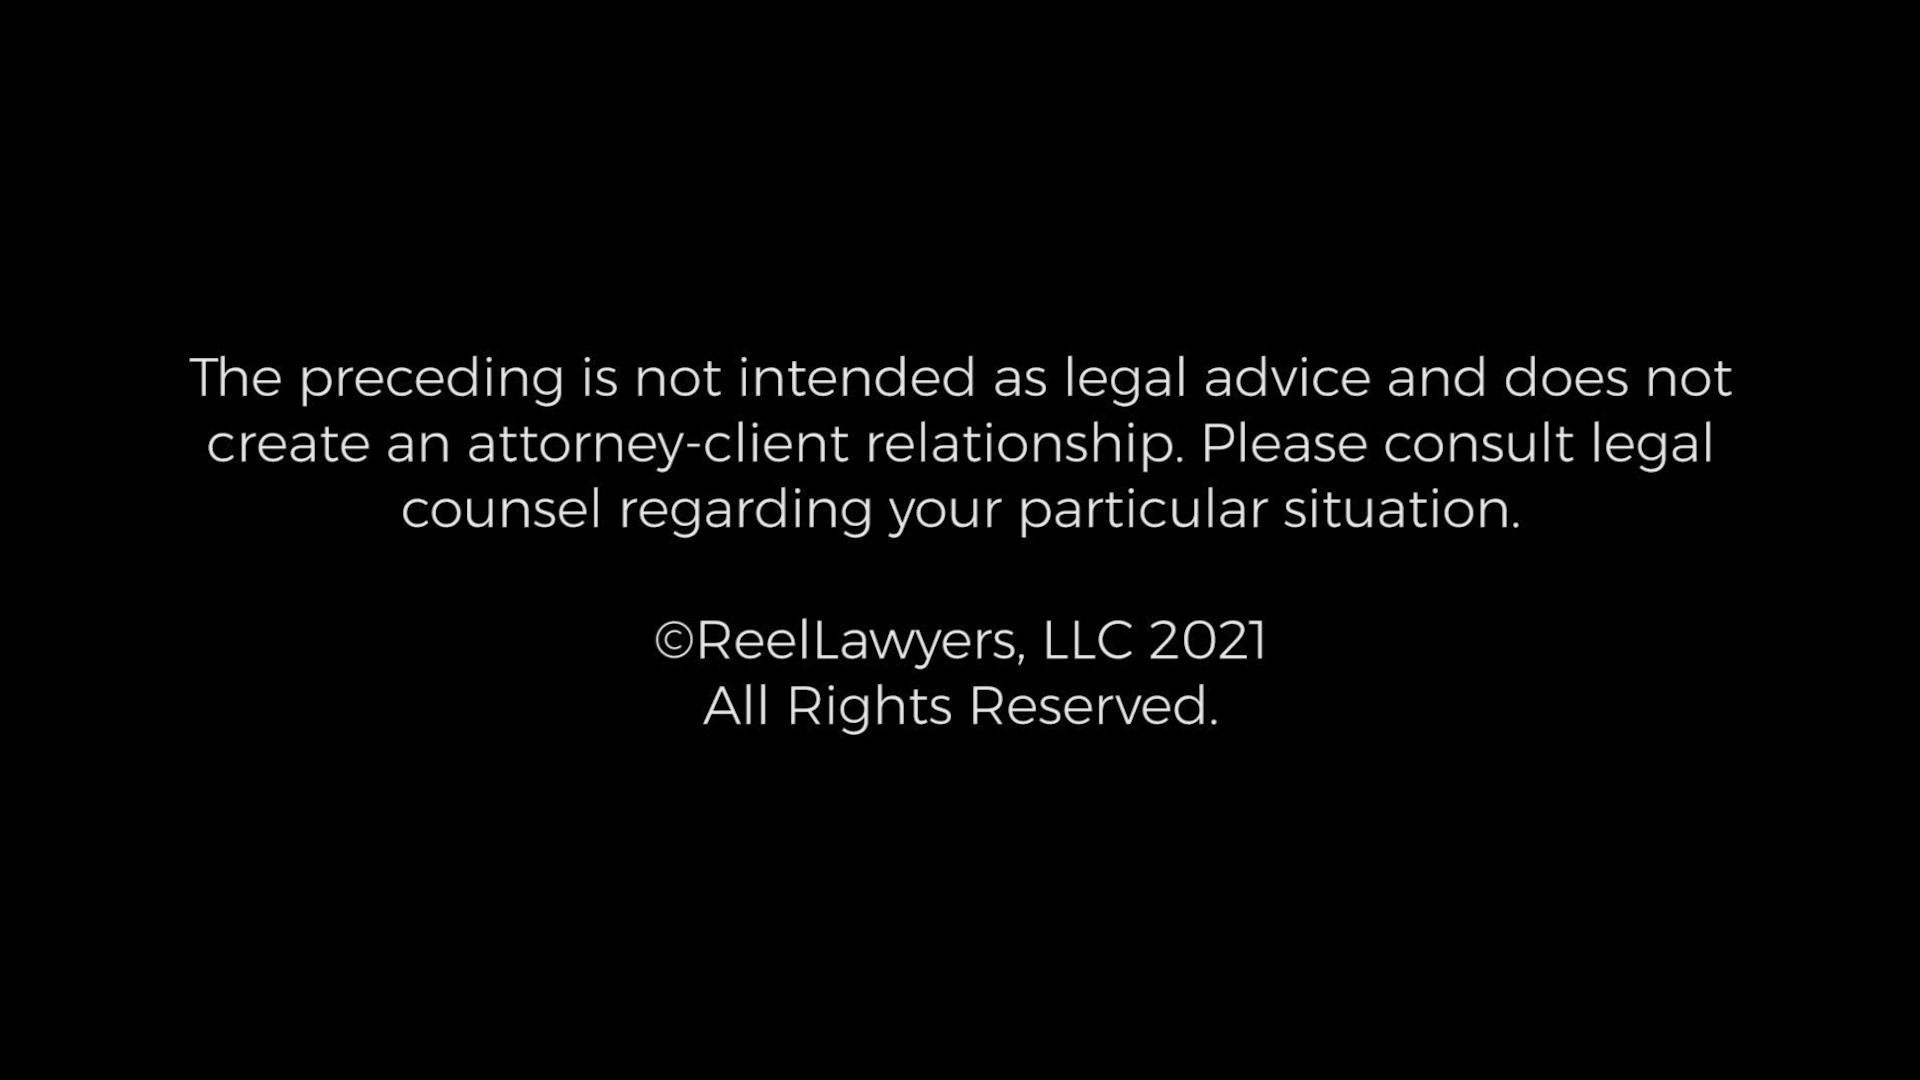 The preceding is not intended as legal advice and does not
create an attorney-client relationship. Please consult legal
counsel regarding your particular situation.
©ReelLawyers, LLC 2021
All Rights Reserved.